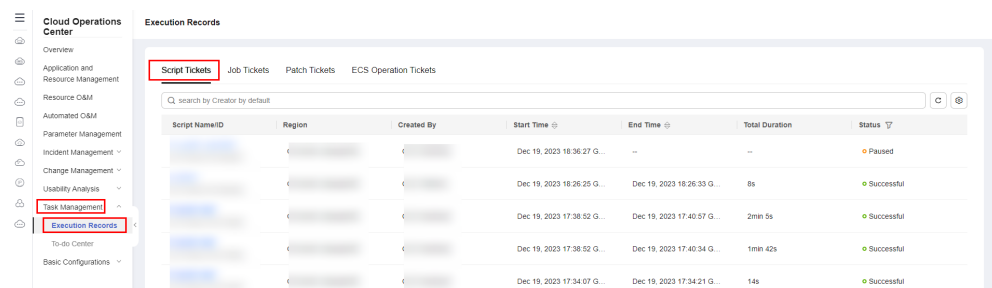 Cloud Operations
Center
Execution Records
Overview
Application and
Resource Management
Resource O&M
Automated O&M
Parameter Management
Incident Management
Change Management
Usability Analysis
Task Management
Execution Records
To-do Center
Basic Configurations
Script Tickets Job Tickets Patch Tickets ECS Operation Tickets
search by Creator by default
Script Name/ID Region Created By Start Time End Time Total Duration Status
Dec 19, 2023 18:36:27 G... -- -- Paused
Dec 19, 2023 18:26:25 G... Dec 19, 2023 18:26:33 G... 8s Successful
Dec 19, 2023 17:38:52 G... Dec 19, 2023 17:40:57 G... 2min 5s Successful
Dec 19, 2023 17:38:52 G... Dec 19, 2023 17:40:34 G... 1min 42s Successful
Dec 19, 2023 17:34:07 G... Dec 19, 2023 17:34:21 G... 14s Successful